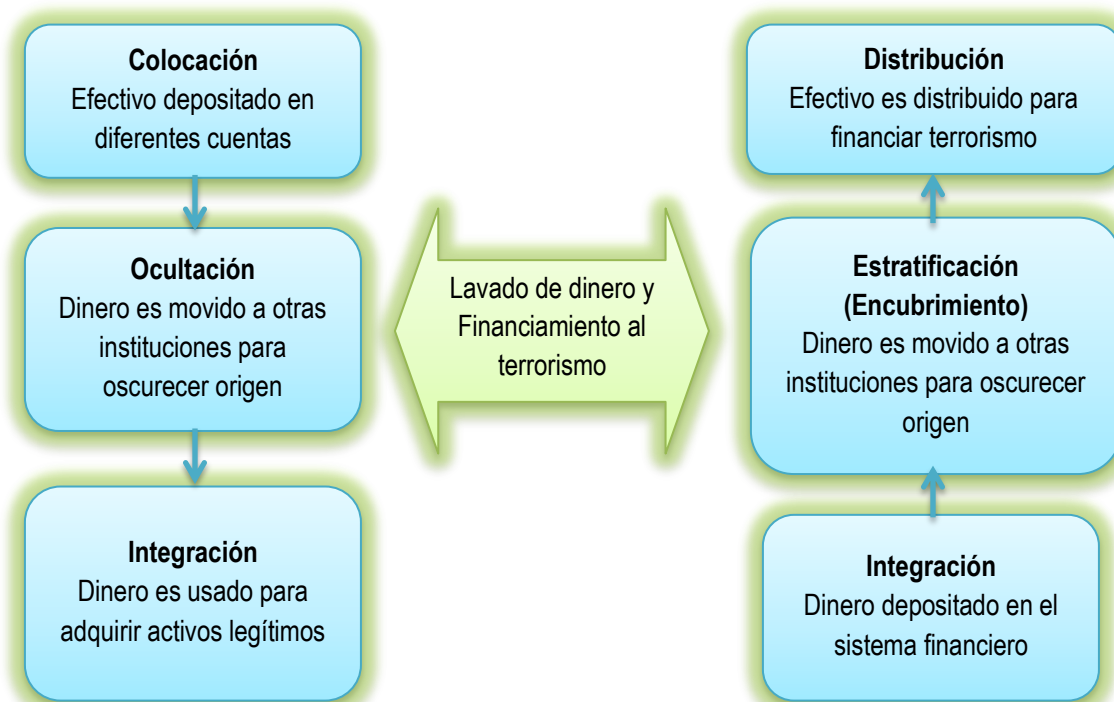 Colocación
Efectivo depositado en
diferentes cuentas
Ocultación
Dinero es movido a otras
instituciones para
oscurecer origen
Integración
Dinero es usado para
adquirir activos legítimos
Lavado de dinero y
Financiamiento al
terrorismo
Distribución
Efectivo es distribuido para
financiar terrorismo
Estratificación
(Encubrimiento)
Dinero es movido a otras
instituciones para oscurecer
origen
Integración
Dinero depositado en el
sistema financiero